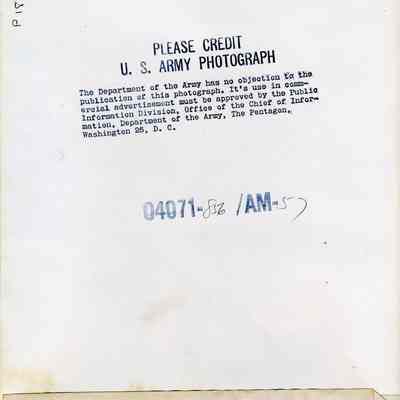 PLEASE CREDIT
U. S. ARMY PHOTOGRAPH
The Department of the Army has no objection to the
publication of this photograph. It's use in comm-
ercial advertisement must be approved by the Public
Information Division, Office of the Chief of Infor-
mation, Department of the Army, The Pentagon,
Washington 25, D. C.
04071-856 /AM-57